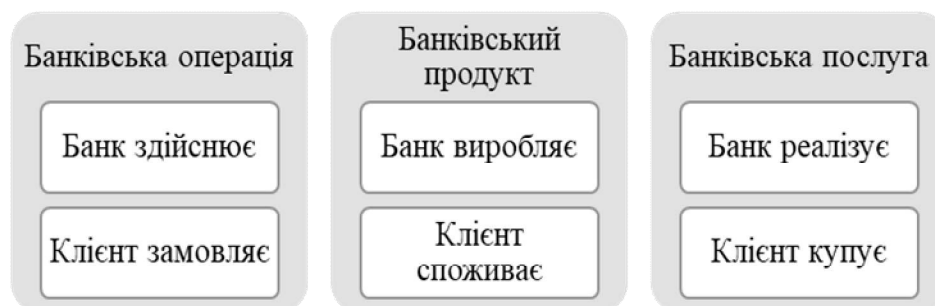 Банківська операція
Банк здійснює
Клієнт замовляє
Банківський
продукт
Банк виробляє
Клієнт
споживає
Банківська послуга
Банк реалізує
Клієнт купує